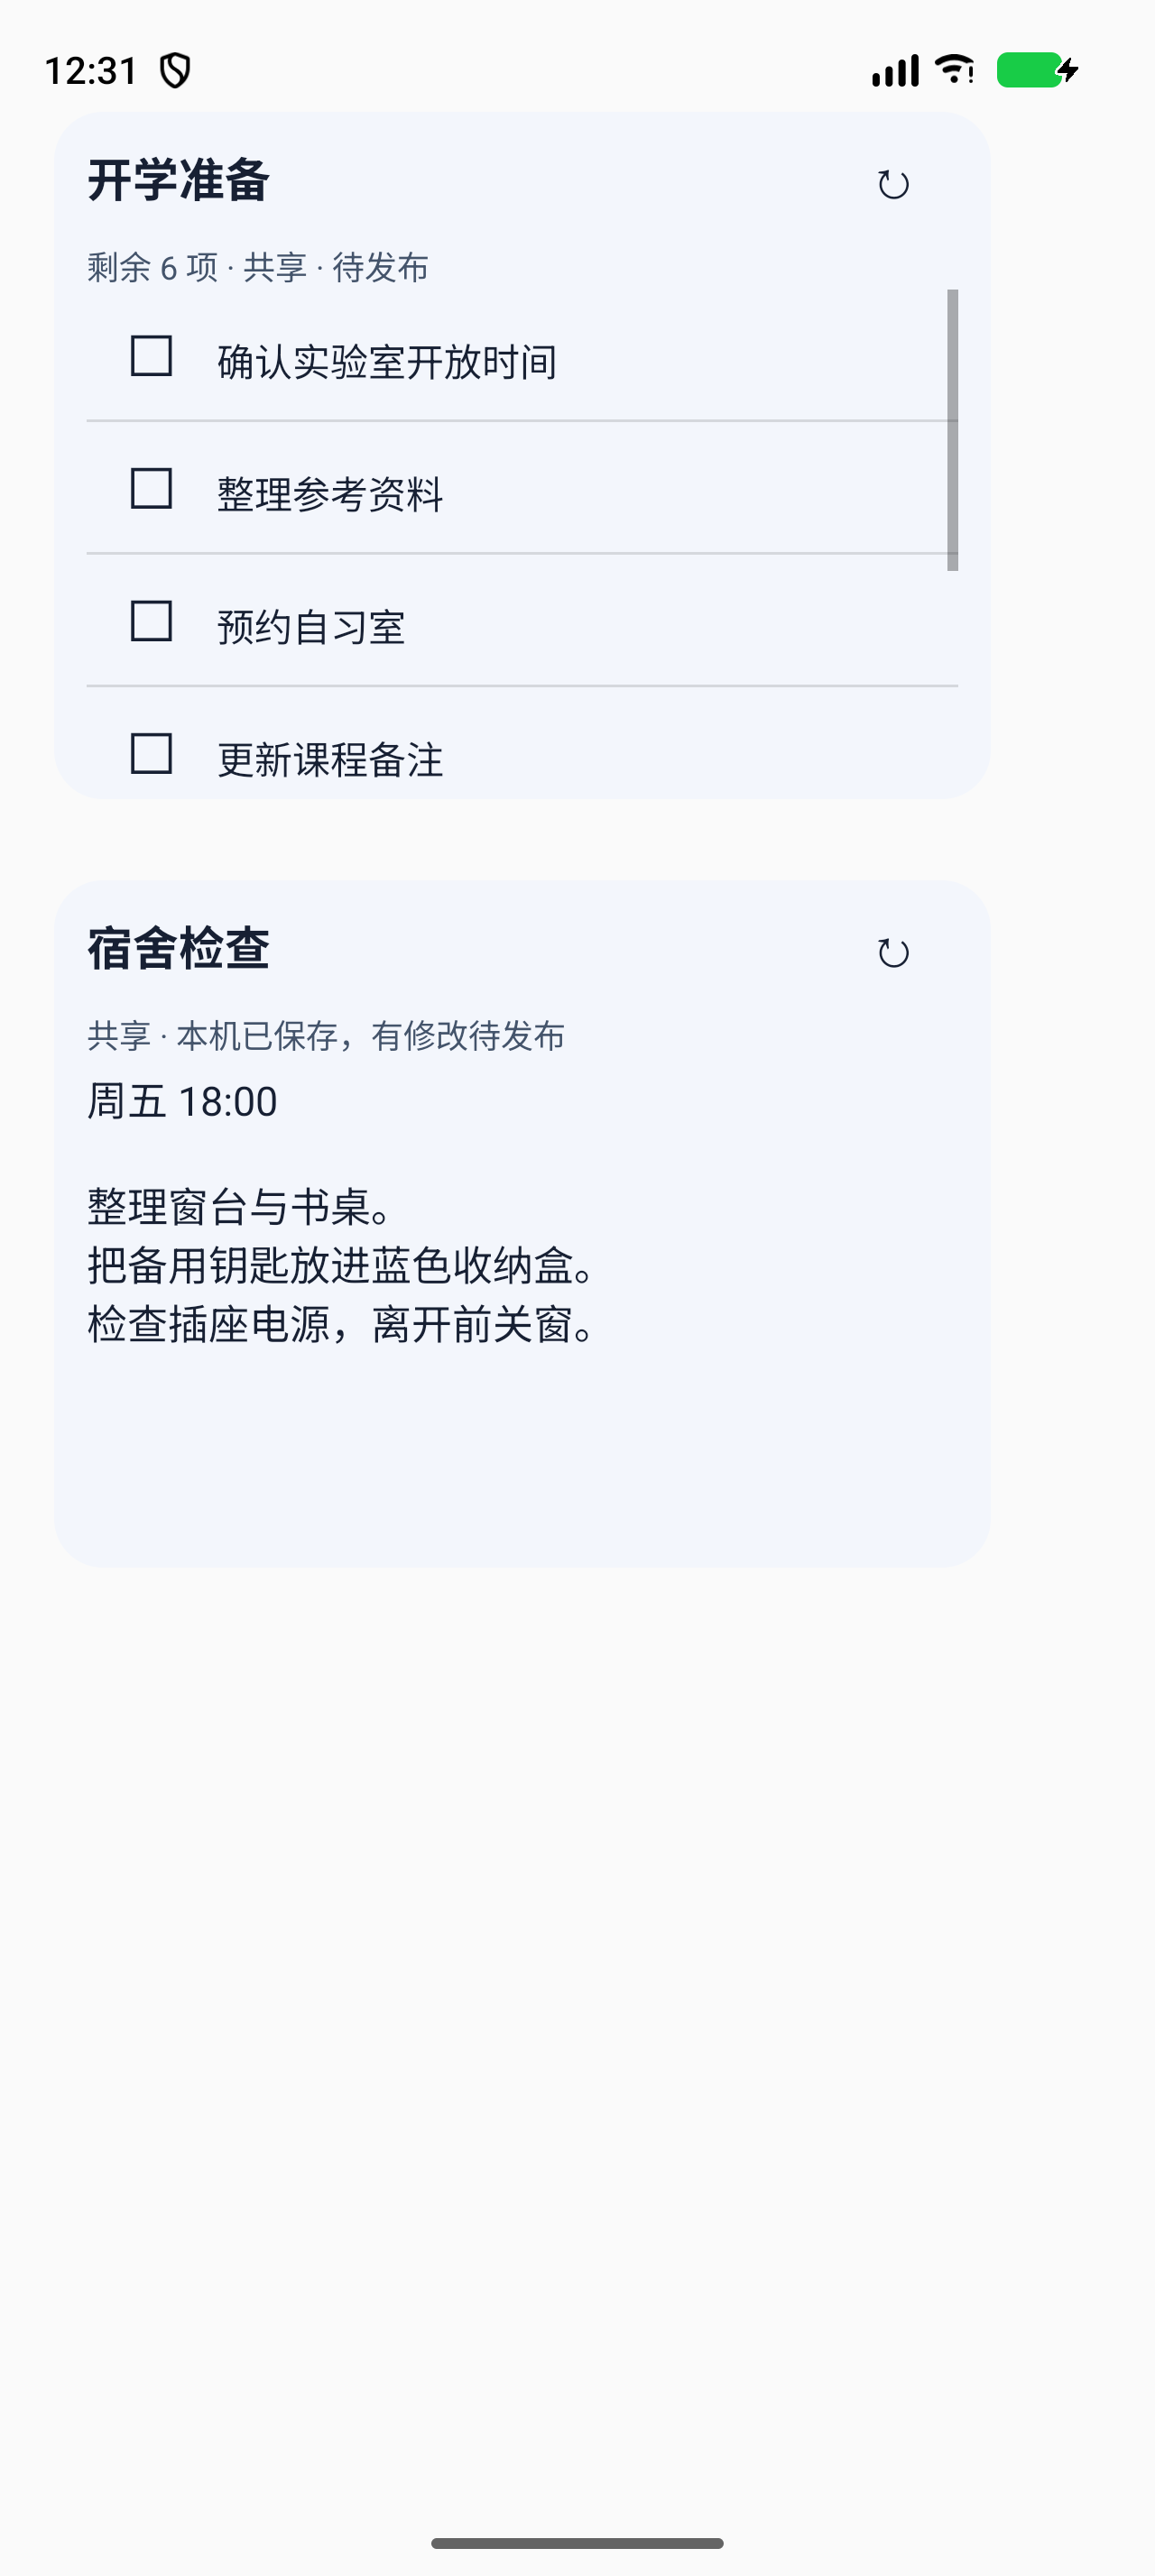 12:31
开学准备
剩余 6 项 · 共享 · 待发布
确认实验室开放时间
整理参考资料
预约自习室
更新课程备注
宿舍检查
共享 · 本机已保存，有修改待发布
周五 18:00
整理窗台与书桌。
把备用钥匙放进蓝色收纳盒。
检查插座电源，离开前关窗。